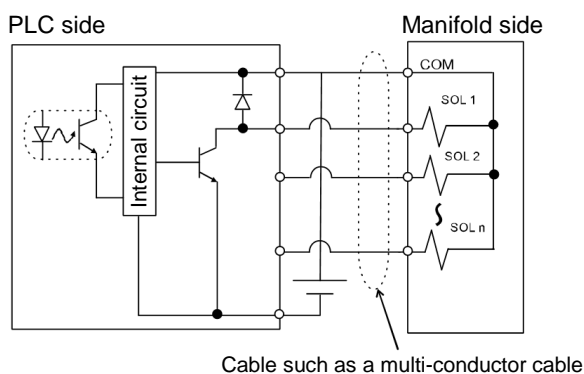 PLC side
Manifold side
Internal circuit
COM
SOL 1
SOL 2
SOL n
Cable such as a multi-conductor cable